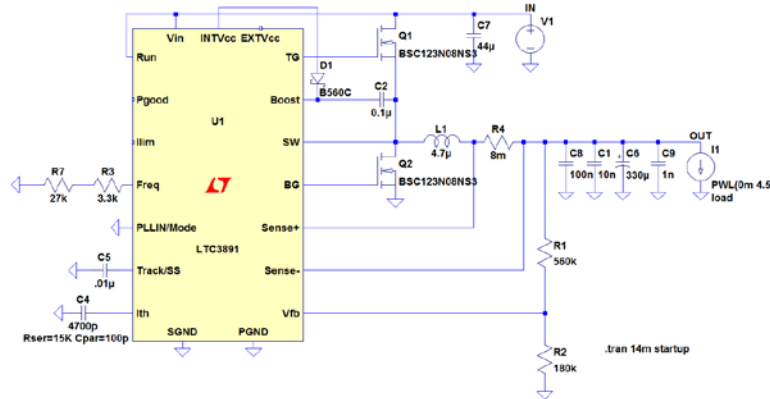 IN
V1
Vin
INTVcc
EXTVcc
Q1
C7
44µ
Run
TG
BSC123N08NS3
D1
B560C
Pgood
Boost
C2
0.1µ
U1
Ilim
SW
L1
4.7µ
R4
8m
OUT
Q2
C8
100n
C1
10n
C6
330µ
C9
1n
I1
R7
27k
R3
3.3k
Freq
BG
BSC123N08NS3
PWL(0m 4.5
load
PLLIN/Mode
Sense+
LTC3891
R1
560k
C5
.01µ
Track/SS
Sense-
C4
4700p
Rser=15K Cpar=100p
Ith
Vfb
SGND
PGND
R2
180k
.tran 14m startup